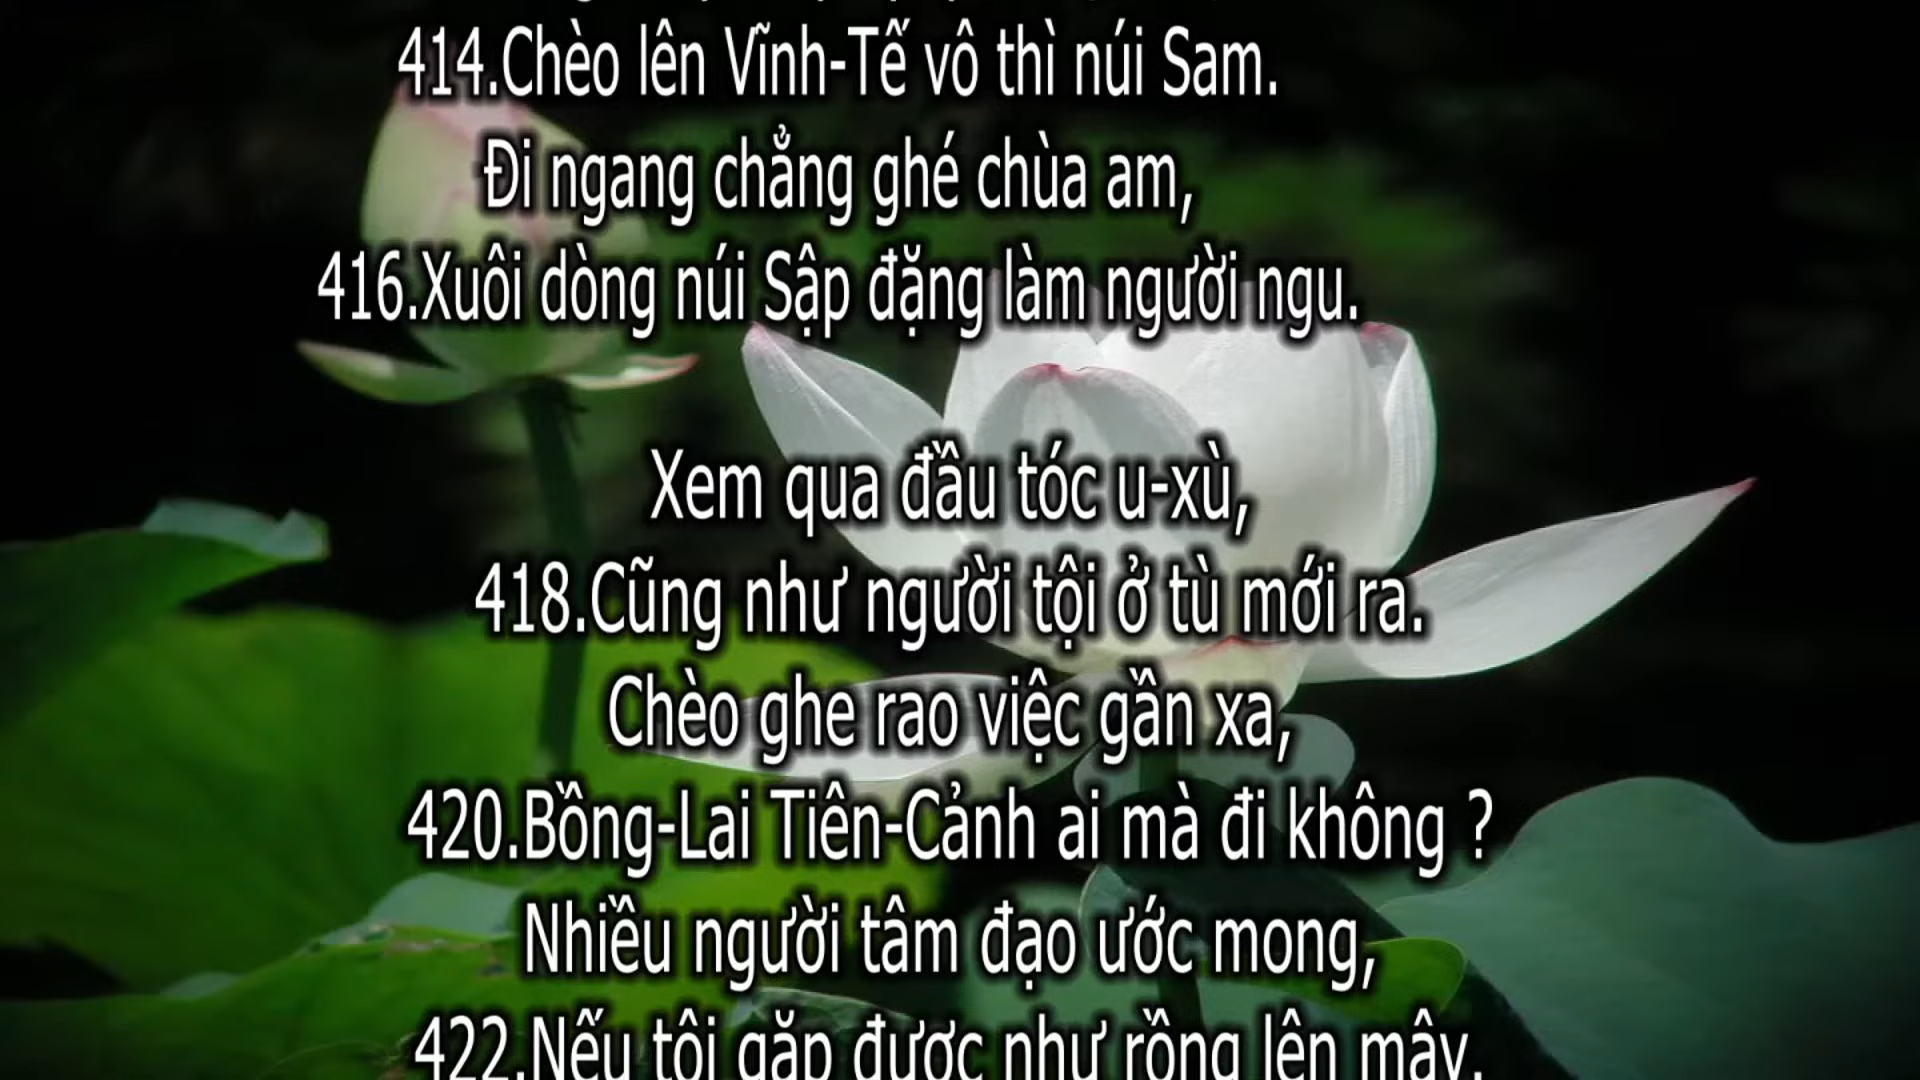 414.Chèo lên Vĩnh-Tế vô thì núi Sam.
Đi ngang chẳng ghé chùa am,
416.Xuôi dòng núi Sập đặng làm người ngu.
Xem qua đầu tóc u-xù,
418.Cũng như người tội ở tù mới ra.
Chèo ghe rao việc gần xa,
420.Bồng-Lai Tiên-Cảnh ai mà đi không ?
Nhiều người tâm đạo ước mong,
422.Nếu tôi gặp được như rồng lên mây.